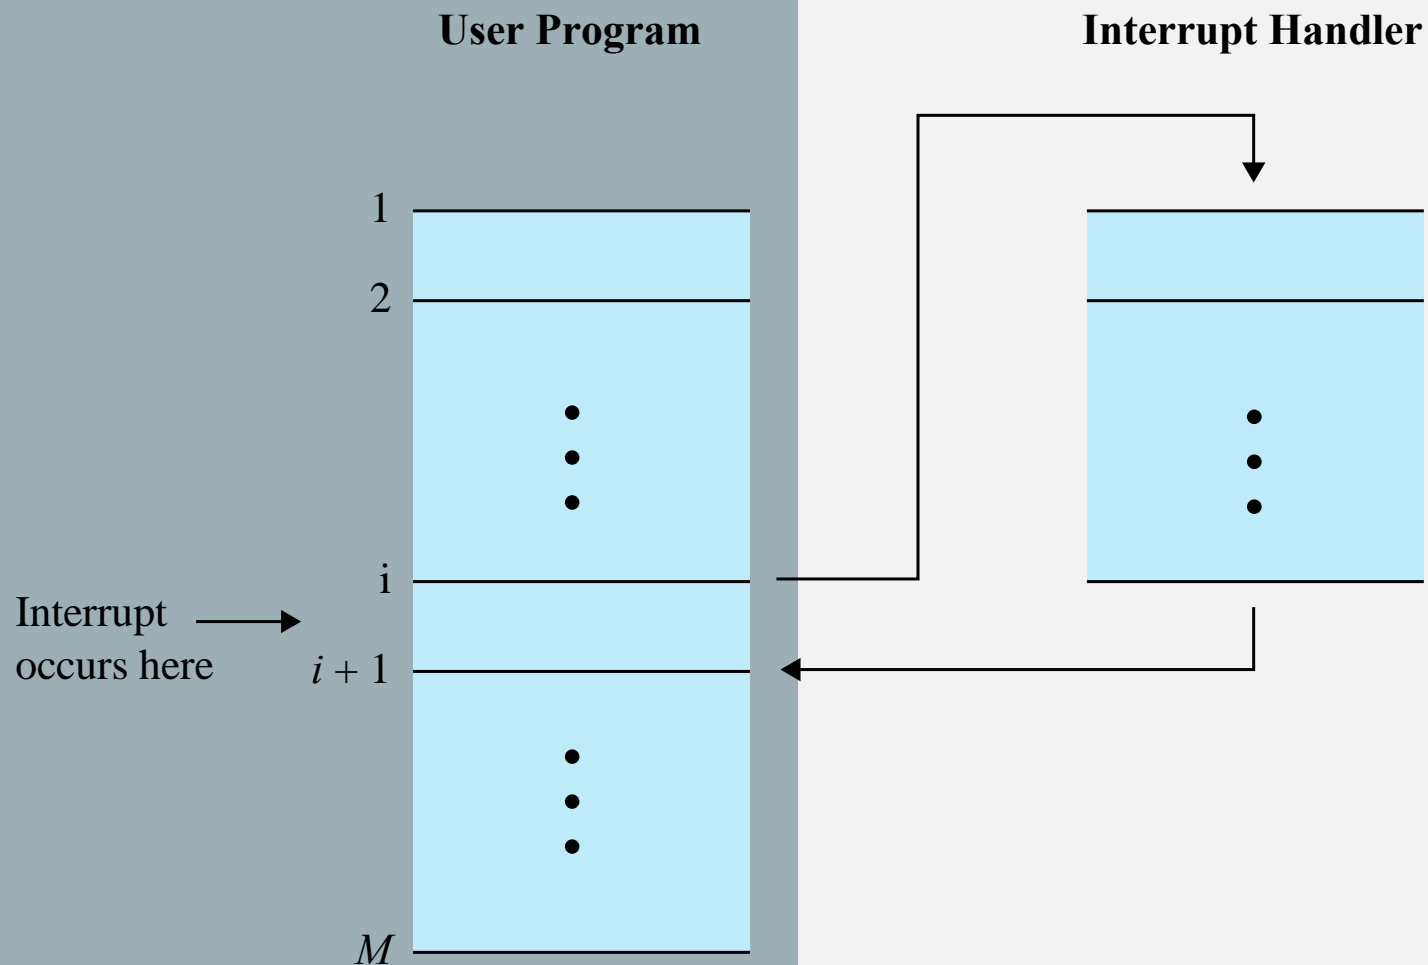 User Program
Interrupt Handler
1
2
i
Interrupt
occurs here
i + 1
M